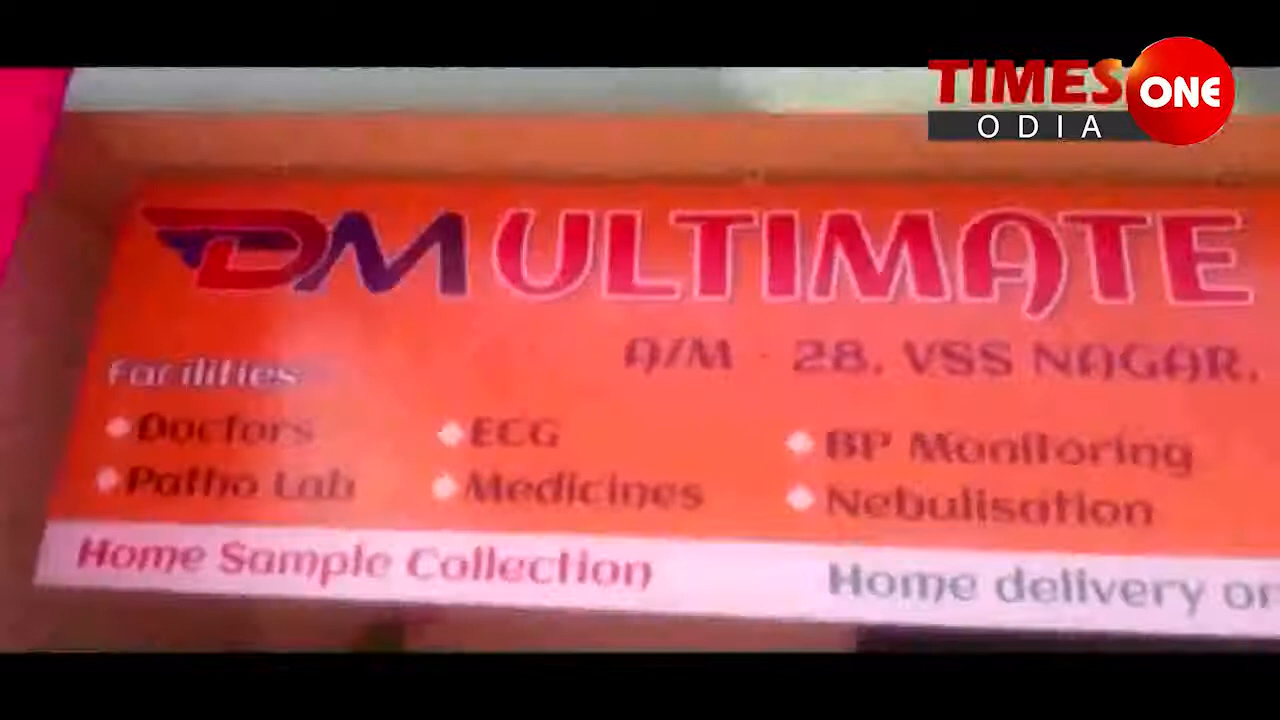 TIMES ONE
ODIA
DM ULTIMATE
A/M - 28, VSS NAGAR,
Facilities
Doctors ECG BP Monitoring
Patho Lab Medicines Nebulisation
Home Sample Collection Home delivery